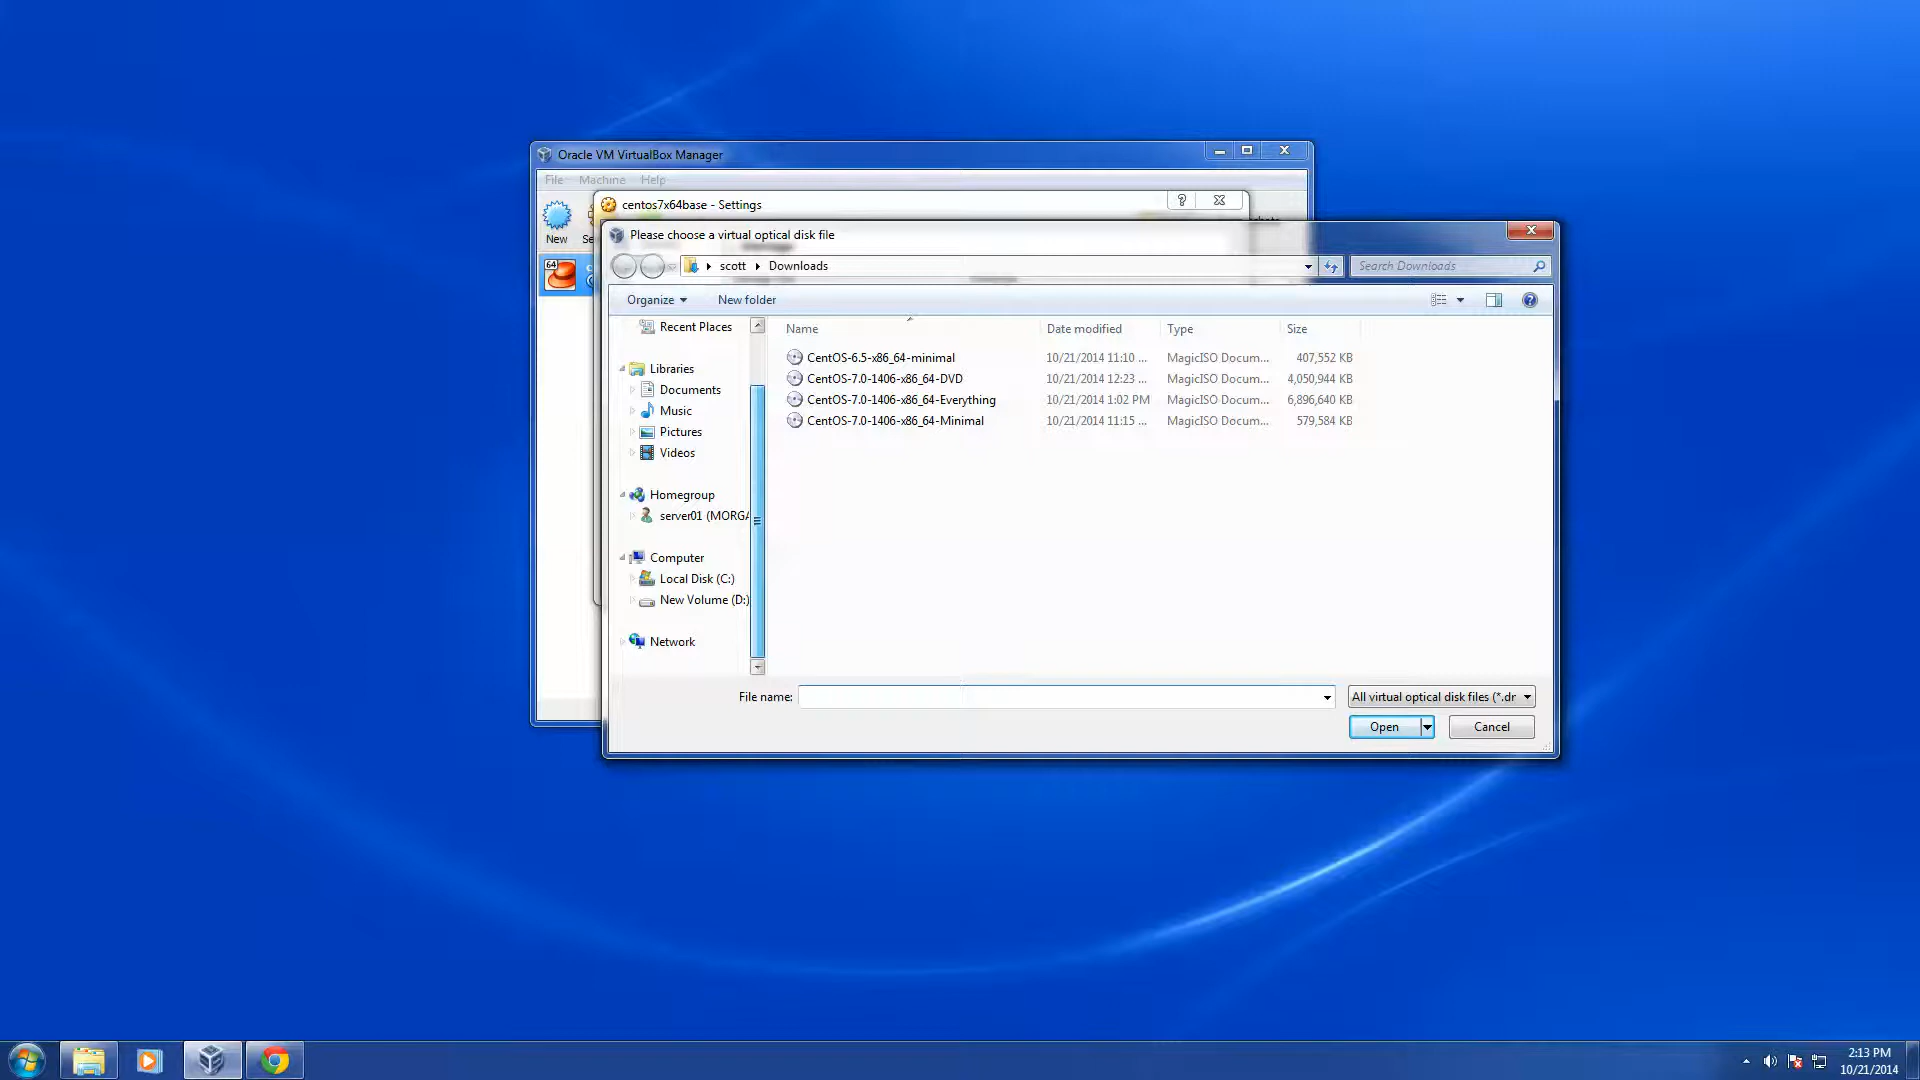 Oracle VM VirtualBox Manager
File Machine Help
centos7x64base - Settings
New
Please choose a virtual optical disk file
scott Downloads
Search Downloads
Organize New folder
Name Date modified Type Size
CentOS-6.5-x86_64-minimal 10/21/2014 11:10 ... MagicISO Docum... 407,552 KB
CentOS-7.0-1406-x86_64-DVD 10/21/2014 12:23 ... MagicISO Docum... 4,050,944 KB
CentOS-7.0-1406-x86_64-Everything 10/21/2014 1:02 PM MagicISO Docum... 6,896,640 KB
CentOS-7.0-1406-x86_64-Minimal 10/21/2014 11:15 ... MagicISO Docum... 579,584 KB
64
Recent Places
Libraries
Documents
Music
Pictures
Videos
Homegroup
server01 (MORGA
Computer
Local Disk (C:)
New Volume (D:)
Network
File name:
All virtual optical disk files (*.dr
Open Cancel
2:13 PM
10/21/2014